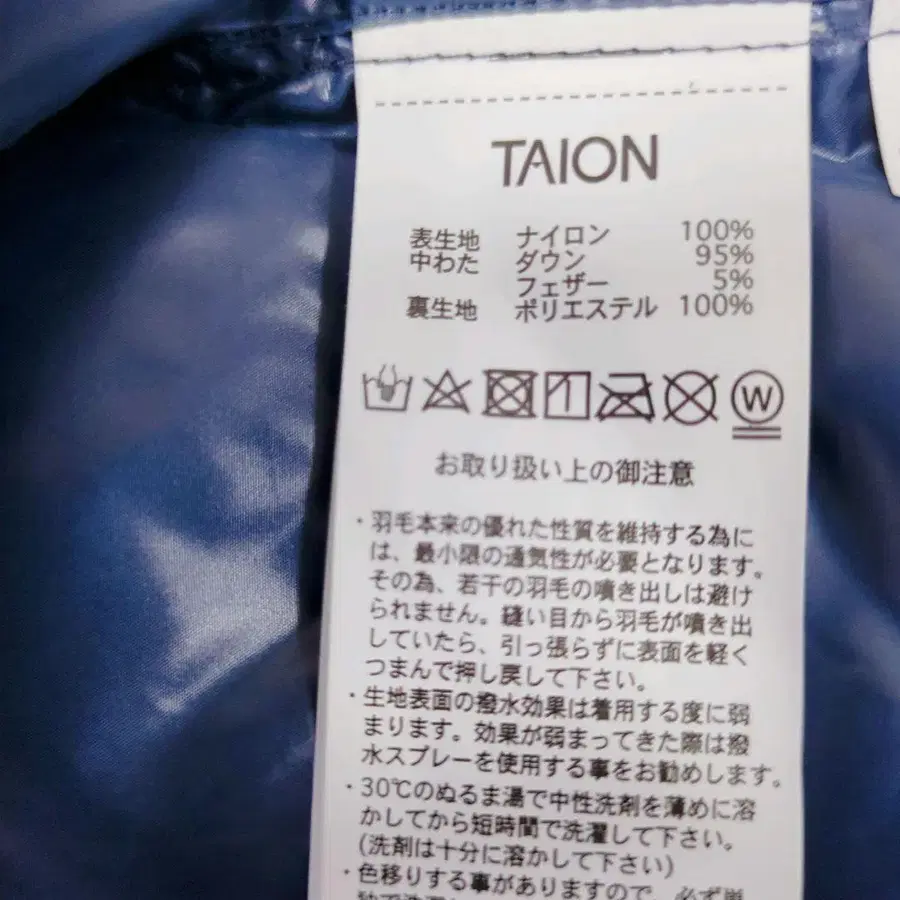 TAION
表生地 ナイロン 100%
中わた ダウン 95%
フェザー 5%
裏生地 ポリエステル 100%
W
お取り扱い上の御注意
・羽毛本来の優れた性質を維持する為に
は、最小限の通気性が必要となります。
その為、若干の羽毛の噴き出しは避け
られません。縫い目から羽毛が噴き出
していたら、引っ張らずに表面を軽く
つまんで押し戻して下さい。
・生地表面の撥水効果は着用する度に弱
まります。効果が弱まってきた際は撥
水スプレーを使用する事をお勧めします。
・30℃のぬるま湯で中性洗剤を薄めに溶
かしてから短時間で洗濯して下さい。
(洗剤は十分に溶かして下さい)
・色移りする事がありますので、必ず単